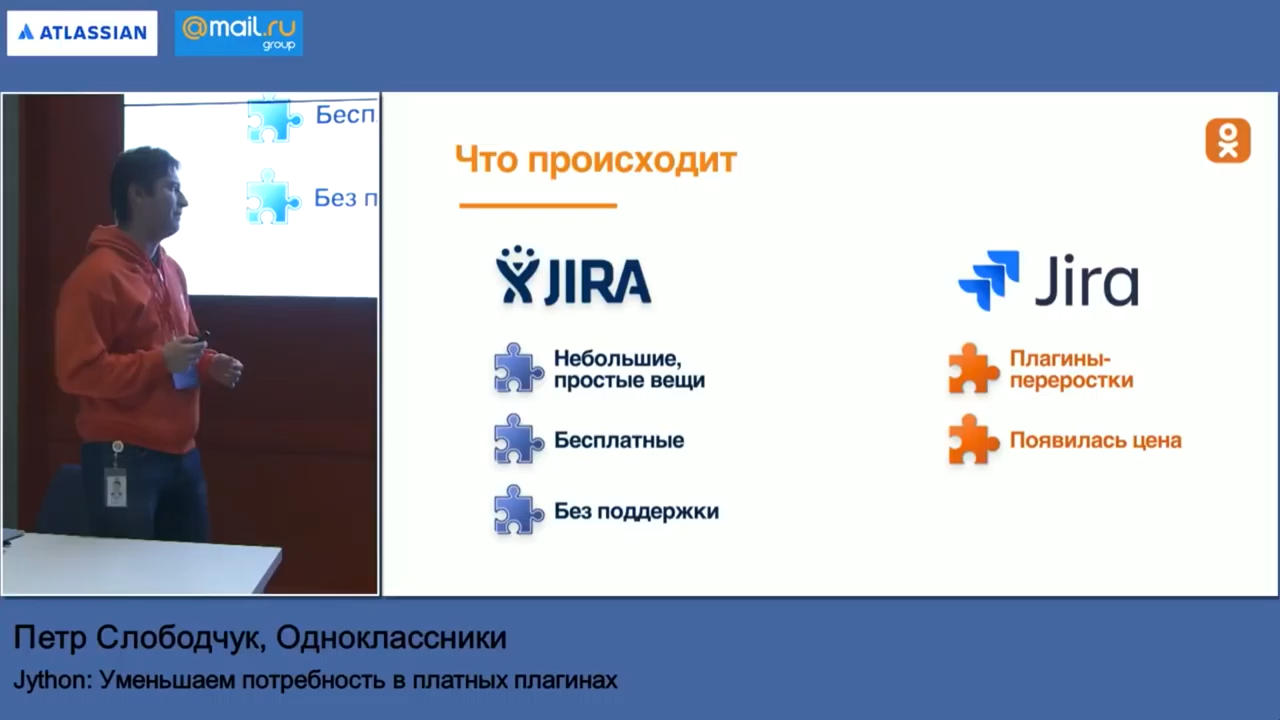 ATLASSIAN
@mail.ru
group
Бесп
Без п
Что происходит
JIRA
Jira
Небольшие,
простые вещи
Плагины-
переростки
Бесплатные
Появилась цена
Без поддержки
Петр Слободчук, Одноклассники
Jython: Уменьшаем потребность в платных плагинах